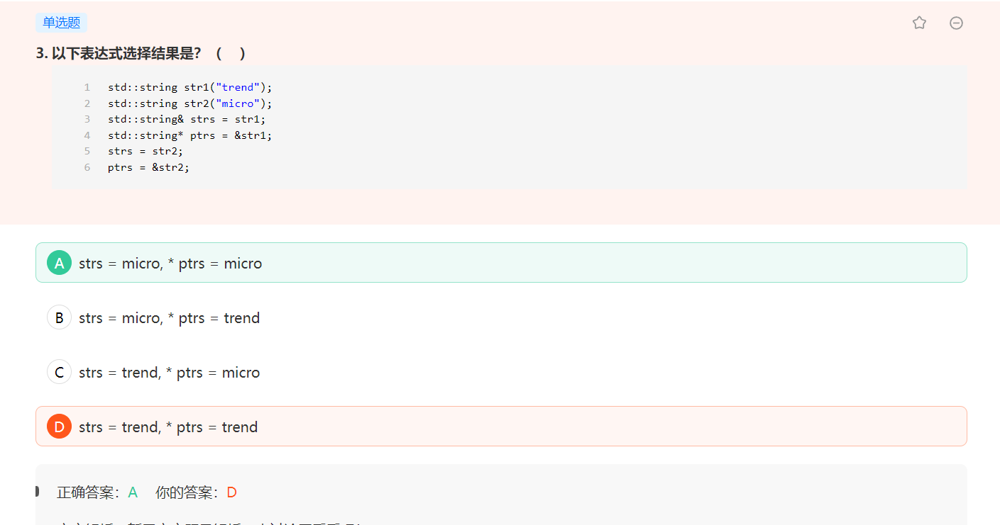 单选题
3. 以下表达式选择结果是？（　）
1 std::string str1("trend");
2 std::string str2("micro");
3 std::string& strs = str1;
4 std::string* ptrs = &str1;
5 strs = str2;
6 ptrs = &str2;
A strs = micro, * ptrs = micro
B strs = micro, * ptrs = trend
C strs = trend, * ptrs = micro
D strs = trend, * ptrs = trend
正确答案：A 你的答案：D